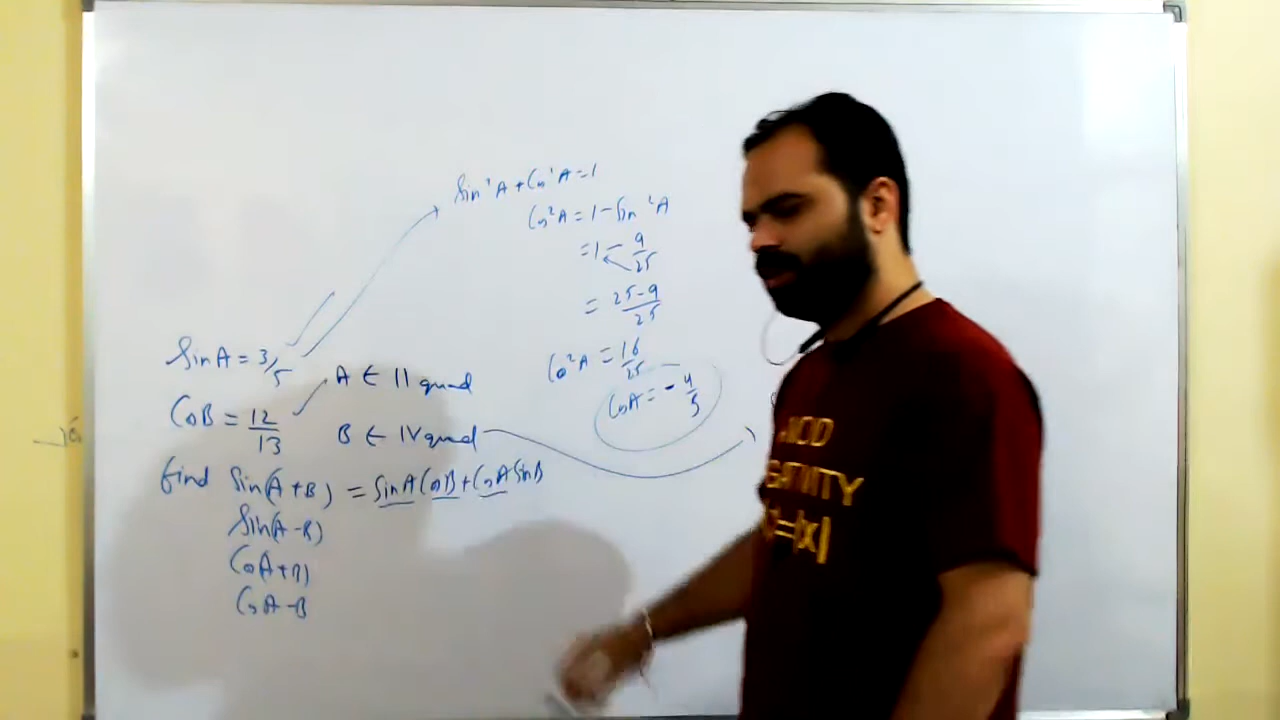 Sin²A + Cos²A = 1
Cos²A = 1 - Sin²A
= 1 - 9/25
= 25-9/25
Cos²A = 16/25
CosA = -4/5
SinA = 3/5
A ∈ II quad
CosB = 12/13
B ∈ IV quad
find Sin(A+B) = SinA CosB + CosA SinB
Sin(A-B)
Cos(A+B)
Cos A-B